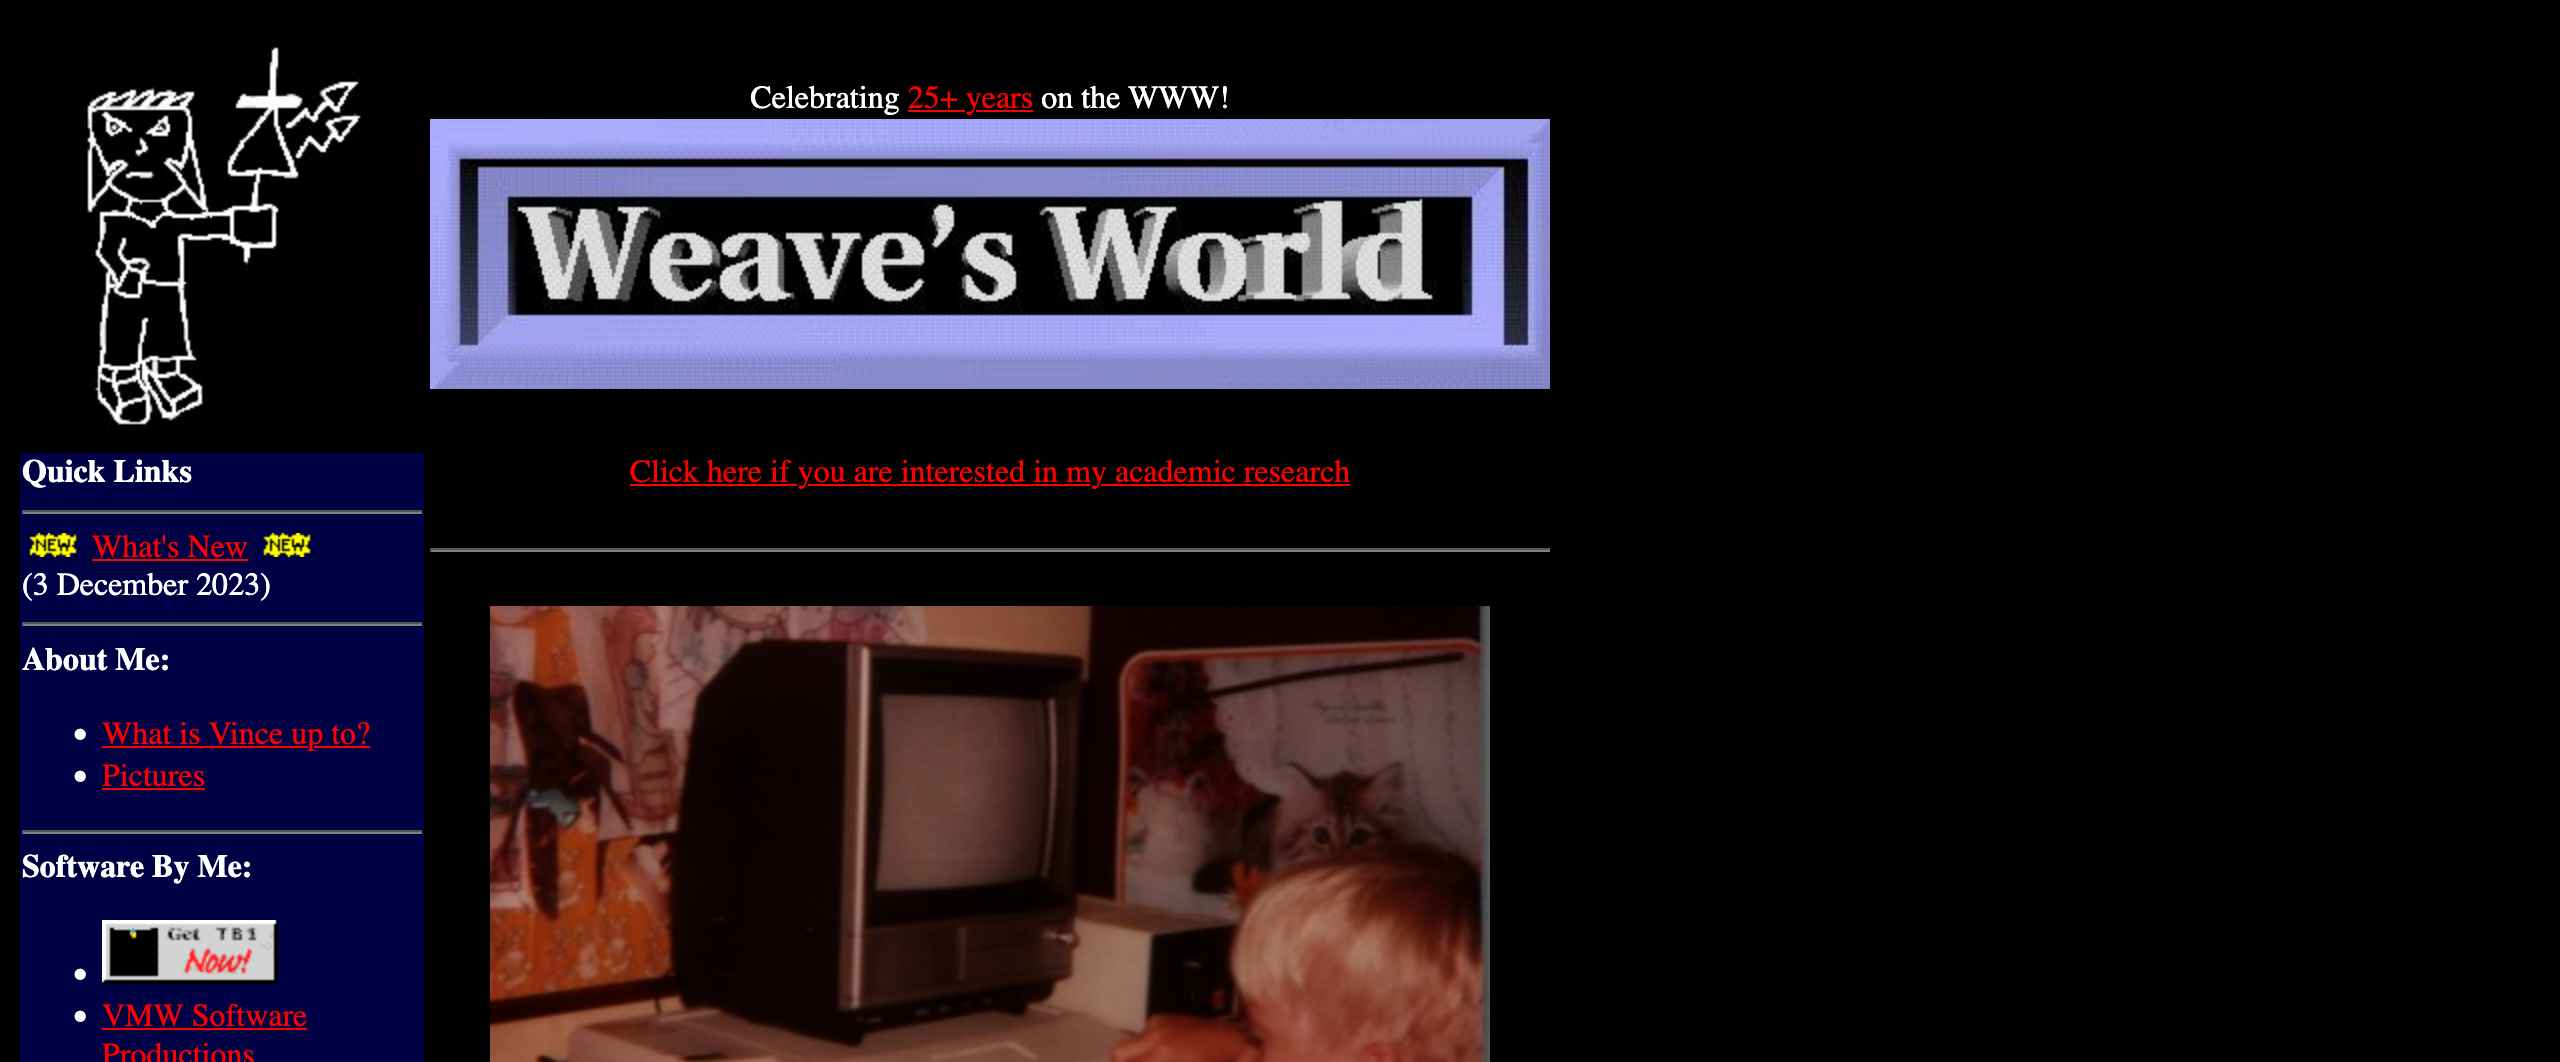 Celebrating 25+ years on the WWW!
Weave's World
Click here if you are interested in my academic research
Quick Links
NEW What's New NEW
(3 December 2023)
About Me:
What is Vince up to?
Pictures
Software By Me:
Get TB1
Now!
VMW Software
Productions